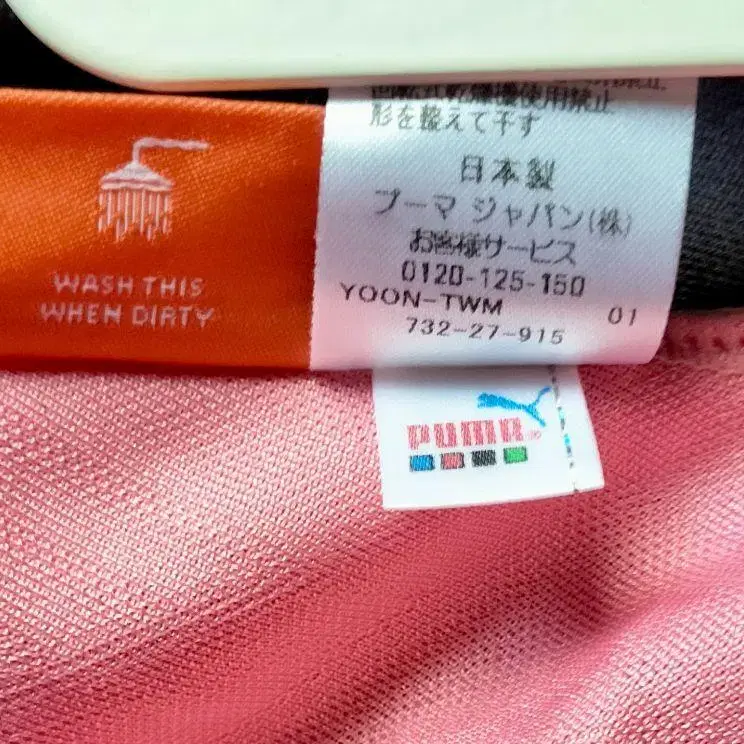 WASH THIS
WHEN DIRTY
形を整えて干す
日本製
プーマ ジャパン(株)
お客様サービス
0120-125-150
YOON-TWM 01
732-27-915
PUMA